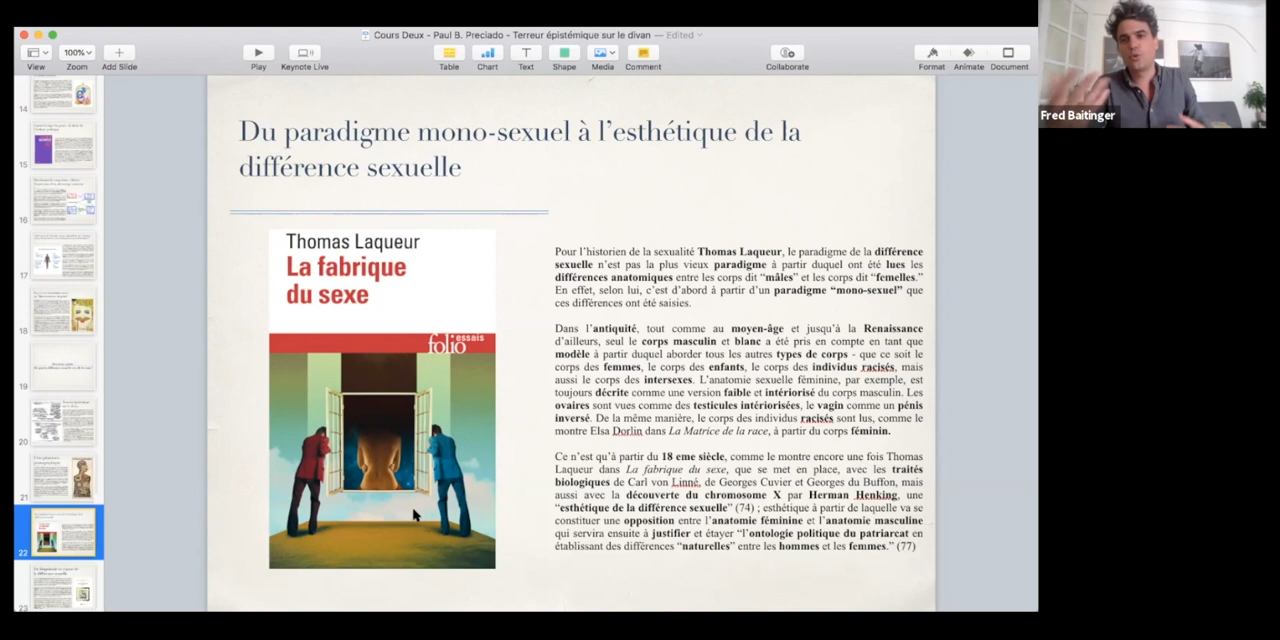 Cours Deux - Paul B. Preciado - Terreur épistémique sur le divan — Edited
100%
View
Zoom
Add Slide
Play
Keynote Live
Table
Chart
Text
Shape
Media
Comment
Collaborate
Format
Animate
Document
Fred Baitinger
14
15
16
17
18
19
20
21
22
23
Du paradigme mono-sexuel à l’esthétique de la
différence sexuelle
Thomas Laqueur
La fabrique
du sexe
folio essais
Pour l’historien de la sexualité Thomas Laqueur, le paradigme de la différence
sexuelle n’est pas la plus vieux paradigme à partir duquel ont été lues les
différences anatomiques entre les corps dit “mâles” et les corps dits “femelles.”
En effet, selon lui, c’est d’abord à partir d’un paradigme “mono-sexuel” que
ces différences ont été saisies.
Dans l’antiquité, tout comme au moyen-âge et jusqu’à la Renaissance
d’ailleurs, seul le corps masculin et blanc a été pris en compte en tant que
modèle à partir duquel aborder tous les autres types de corps - que ce soit le
corps des femmes, le corps des enfants, le corps des individus racisés, mais
aussi le corps des intersexes. L’anatomie sexuelle féminine, par exemple, est
toujours décrite comme une version faible et intériorisé du corps masculin. Les
ovaires sont vues comme des testicules intériorisées, le vagin comme un pénis
inversé. De la même manière, le corps des individus racisés sont lus, comme le
montre Elsa Dorlin dans La Matrice de la race, à partir du corps féminin.
Ce n’est qu’à partir du 18 eme siècle, comme le montre encore une fois Thomas
Laqueur dans La fabrique du sexe, que se met en place, avec les traités
biologiques de Carl von Linné, de Georges Cuvier et Georges du Buffon, mais
aussi avec la découverte du chromosome X par Herman Henking, une
“esthétique de la différence sexuelle” (74) ; esthétique à partir de laquelle va se
constituer une opposition entre l’anatomie féminine et l’anatomie masculine
qui servira ensuite à justifier et étayer “l’ontologie politique du patriarcat en
établissant des différences “naturelles” entre les hommes et les femmes.” (77)